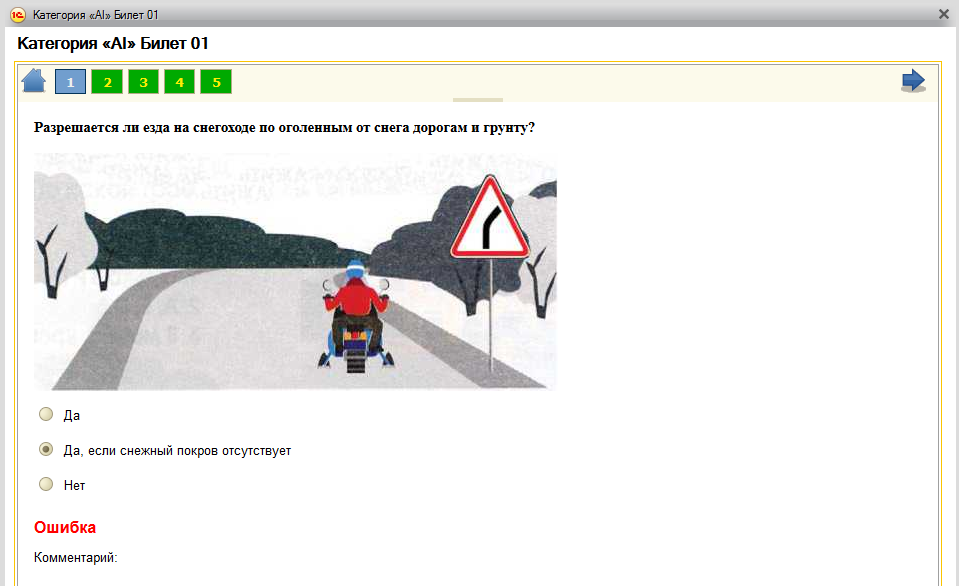 Категория «AI» Билет 01
Категория «AI» Билет 01
1 2 3 4 5
Разрешается ли езда на снегоходе по оголенным от снега дорогам и грунту?
Да
Да, если снежный покров отсутствует
Нет
Ошибка
Комментарий: